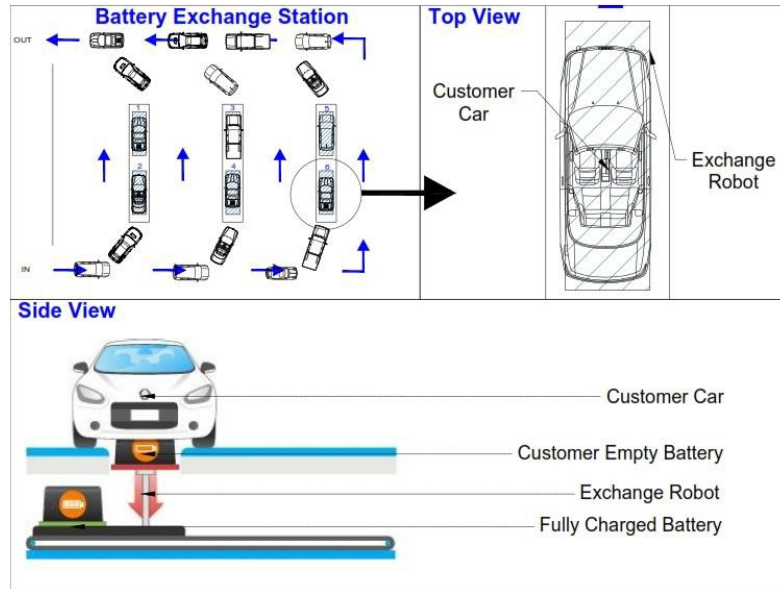 Battery Exchange Station
OUT
1
3
5
2
4
6
IN
Top View
Customer
Car
Exchange
Robot
Side View
Customer Car
Customer Empty Battery
Exchange Robot
Fully Charged Battery